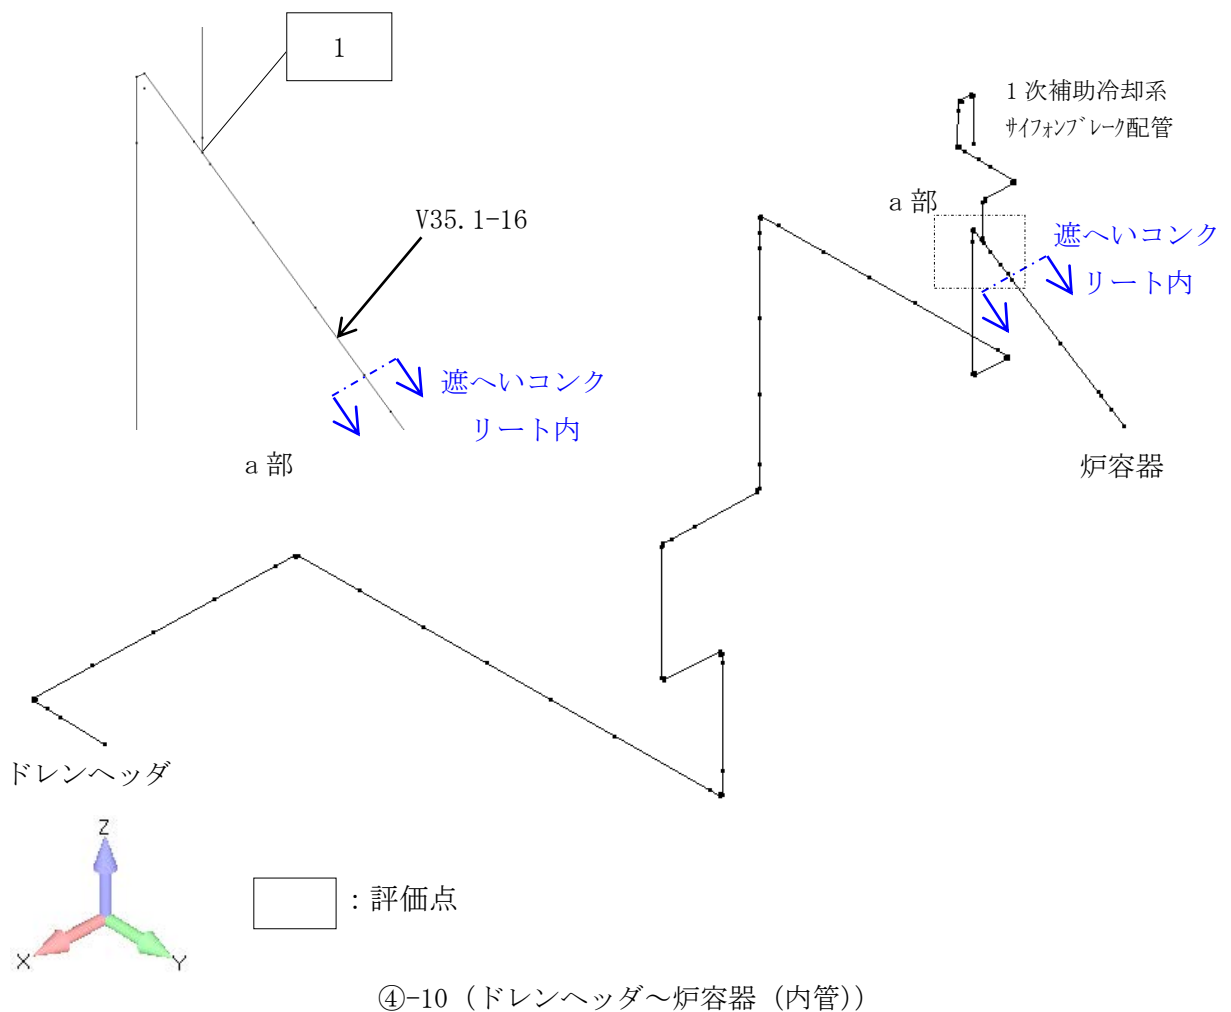 1
1 次補助冷却系
ｻｲﾌｫﾝﾌﾞﾚｰｸ配管
a 部
V35.1-16
遮へいコンク
リート内
遮へいコンク
リート内
a 部
炉容器
ドレンヘッダ
Z
X
Y
：評価点
④-10（ドレンヘッダ～炉容器（内管））